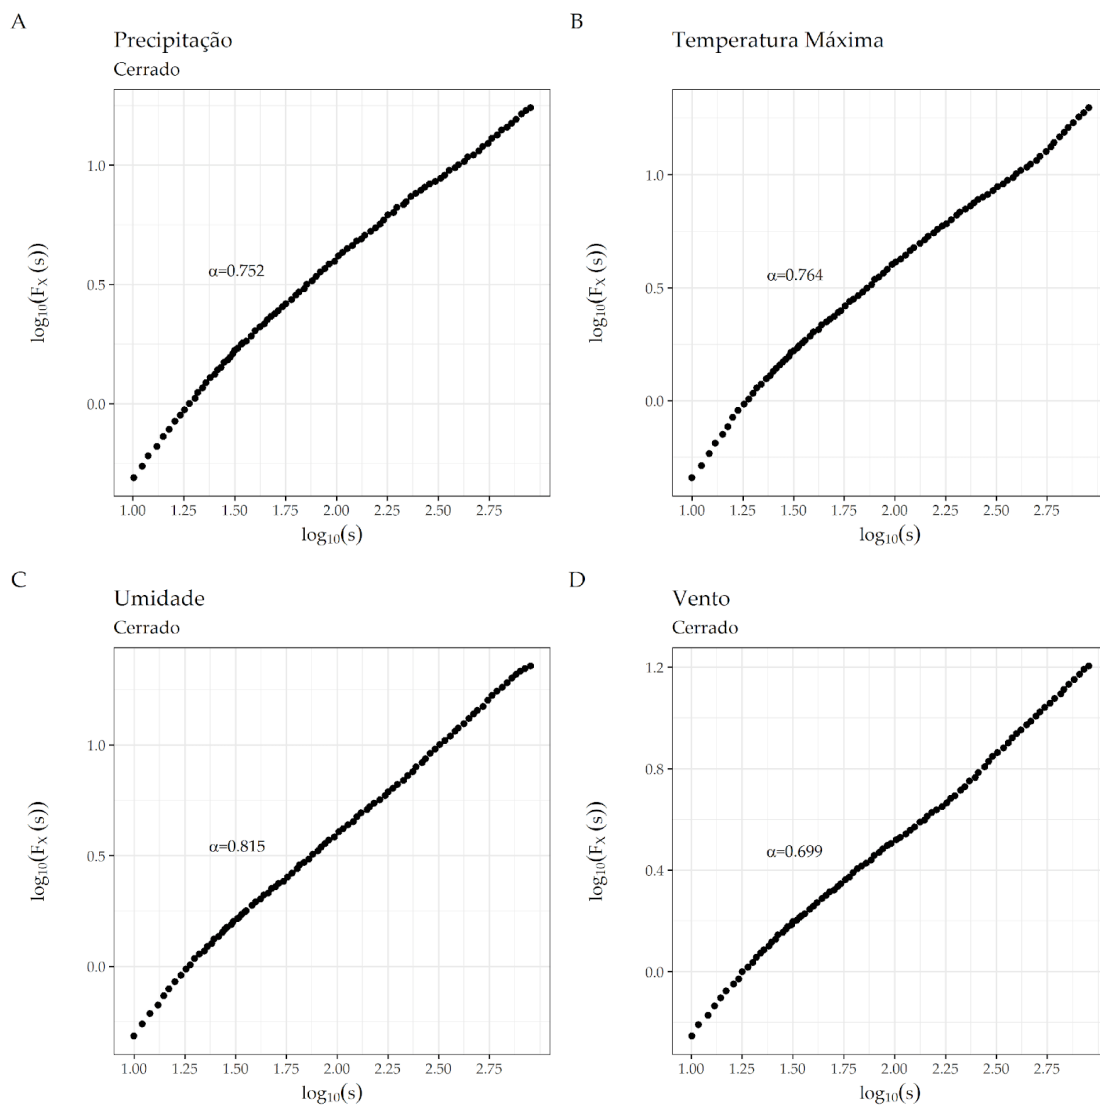 A
Precipitação
Cerrado
log10(FX (s))
1.0
0.5
0.0
α=0.752
1.00 1.25 1.50 1.75 2.00 2.25 2.50 2.75
log10(s)
B
Temperatura Máxima
log10(FX (s))
1.0
0.5
0.0
α=0.764
1.00 1.25 1.50 1.75 2.00 2.25 2.50 2.75
log10(s)
C
Umidade
Cerrado
log10(FX (s))
1.0
0.5
0.0
α=0.815
1.00 1.25 1.50 1.75 2.00 2.25 2.50 2.75
log10(s)
D
Vento
Cerrado
log10(FX (s))
1.2
0.8
0.4
0.0
α=0.699
1.00 1.25 1.50 1.75 2.00 2.25 2.50 2.75
log10(s)